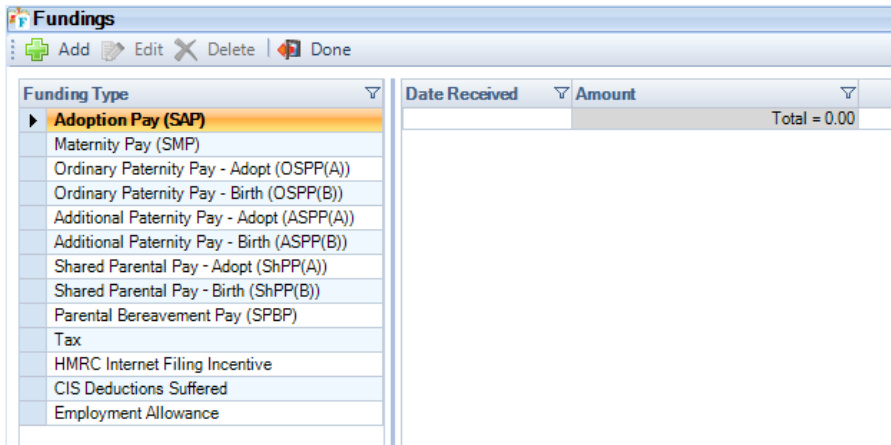 Fundings
Add Edit Delete Done
Funding Type Date Received Amount
Adoption Pay (SAP) Total = 0.00
Maternity Pay (SMP)
Ordinary Paternity Pay - Adopt (OSPP(A))
Ordinary Paternity Pay - Birth (OSPP(B))
Additional Paternity Pay - Adopt (ASPP(A))
Additional Paternity Pay - Birth (ASPP(B))
Shared Parental Pay - Adopt (ShPP(A))
Shared Parental Pay - Birth (ShPP(B))
Parental Bereavement Pay (SPBP)
Tax
HMRC Internet Filing Incentive
CIS Deductions Suffered
Employment Allowance